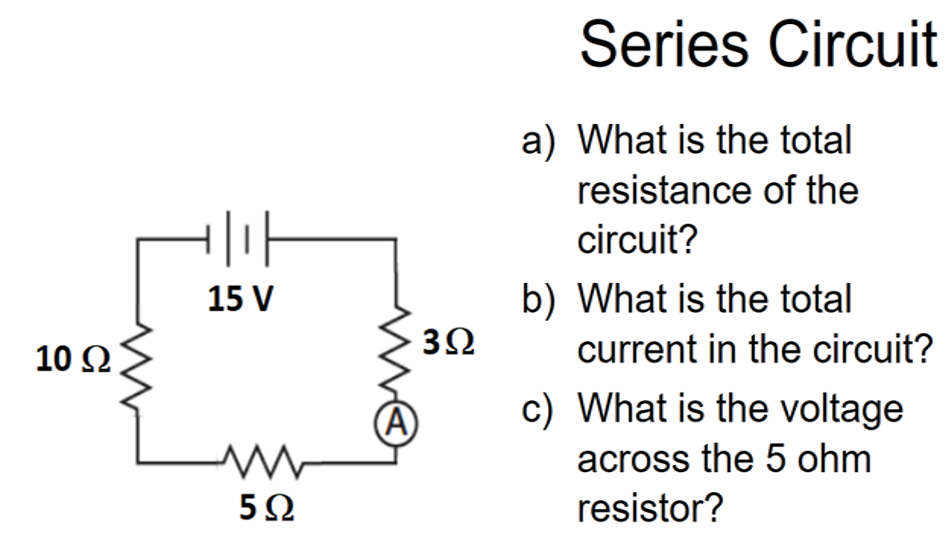 Series Circuit
a) What is the total
resistance of the
circuit?
b) What is the total
current in the circuit?
c) What is the voltage
across the 5 ohm
resistor?
15 V
10 Ω
3 Ω
A
5 Ω